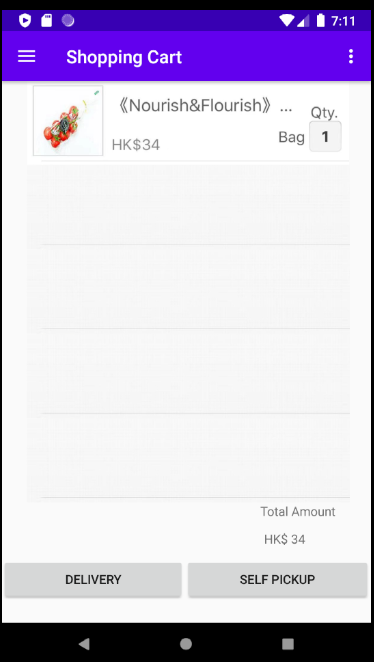 7:11
Shopping Cart
《Nourish&Flourish》 ...
Qty.
Bag 1
HK$34
Total Amount
HK$ 34
DELIVERY
SELF PICKUP